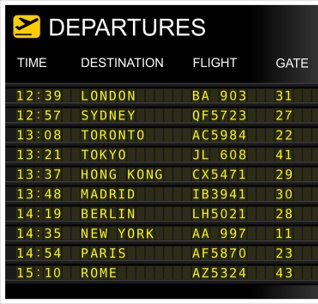 DEPARTURES
TIME DESTINATION FLIGHT GATE
12:39 LONDON BA 903 31
12:57 SYDNEY QF5723 27
13:08 TORONTO AC5984 22
13:21 TOKYO JL 608 41
13:37 HONG KONG CX5471 29
13:48 MADRID IB3941 30
14:19 BERLIN LH5021 28
14:35 NEW YORK AA 997 11
14:54 PARIS AF5870 23
15:10 ROME AZ5324 43